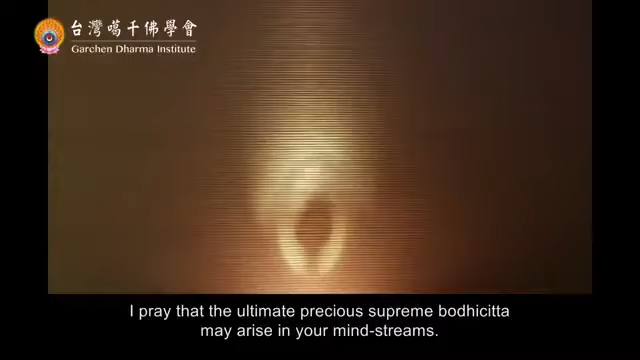 台灣噶千佛學會
Garchen Dharma Institute
I pray that the ultimate precious supreme bodhicitta
may arise in your mind-streams.